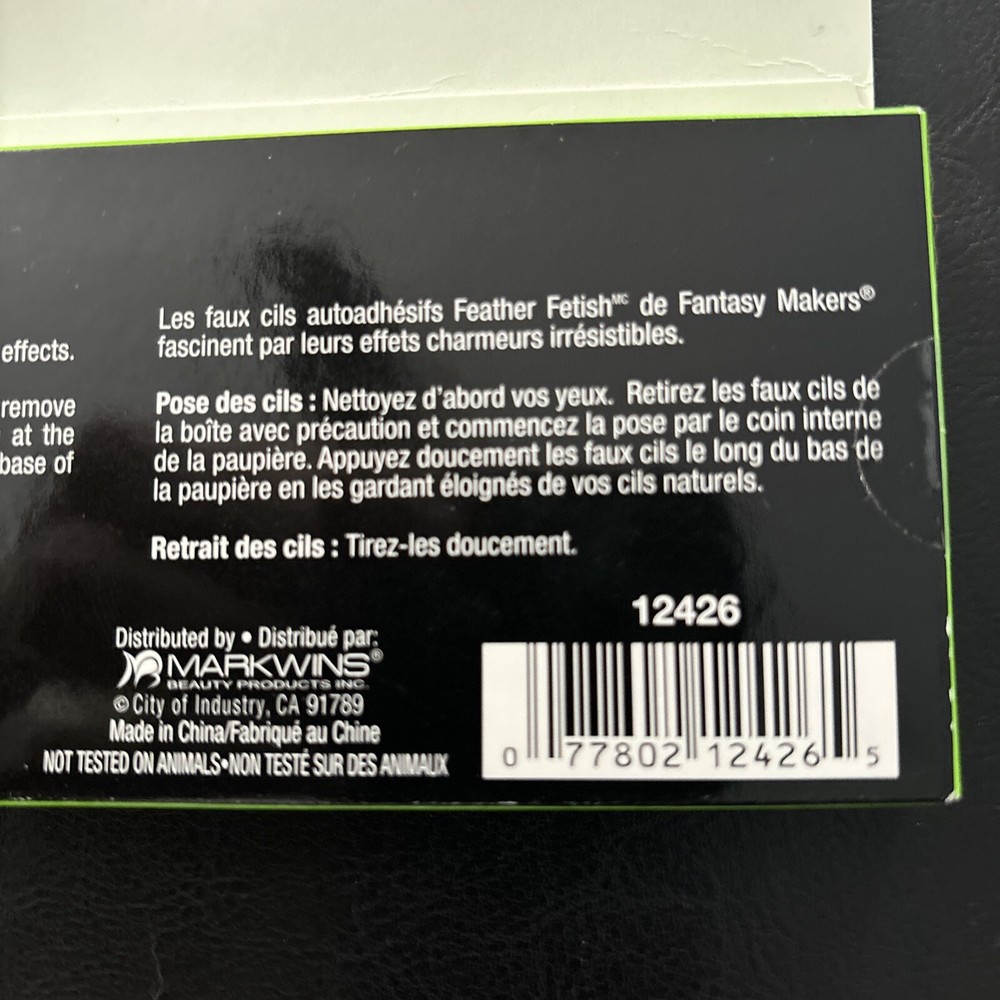 effects.
remove
at the
base of
Les faux cils autoadhésifs Feather Fetish MC de Fantasy Makers®
fascinent par leurs effets charmeurs irrésistibles.
Pose des cils : Nettoyez d'abord vos yeux. Retirez les faux cils de
la boîte avec précaution et commencez la pose par le coin interne
de la paupière. Appuyez doucement les faux cils le long du bas de
la paupière en les gardant éloignés de vos cils naturels.
Retrait des cils : Tirez-les doucement.
Distributed by • Distribué par:
MARKWINS®
BEAUTY PRODUCTS INC.
© City of Industry, CA 91789
Made in China/Fabriqué au Chine
NOT TESTED ON ANIMALS•NON TESTÉ SUR DES ANIMAUX
12426
0 77802 12426 5